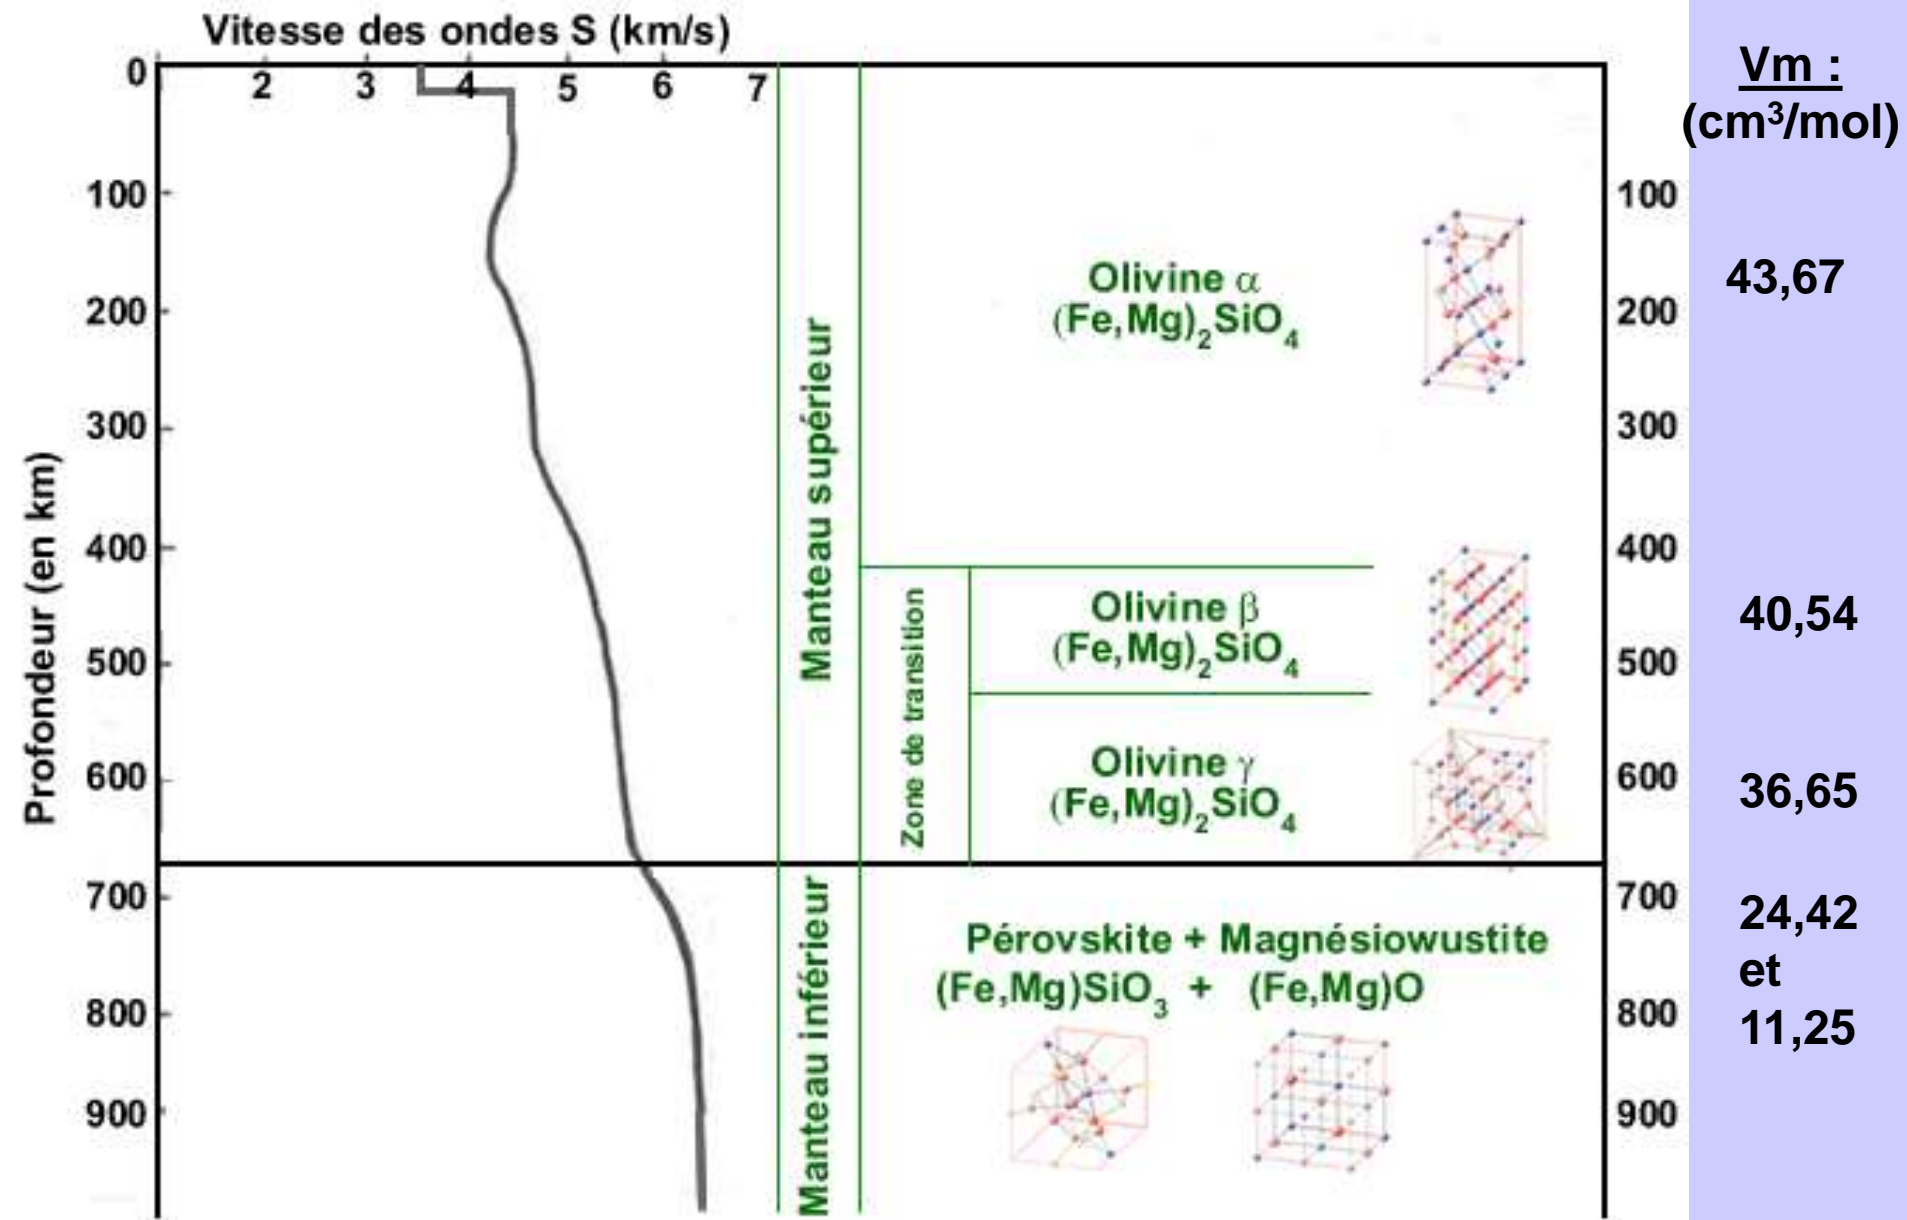 Vitesse des ondes S (km/s)
0 2 3 4 5 6 7
Profondeur (en km)
100
200
300
400
500
600
700
800
900
Manteau supérieur
Manteau inférieur
Zone de transition
Olivine α
(Fe,Mg)₂SiO₄
Olivine β
(Fe,Mg)₂SiO₄
Olivine γ
(Fe,Mg)₂SiO₄
Pérovskite + Magnésiowustite
(Fe,Mg)SiO₃ + (Fe,Mg)O
100
200
300
400
500
600
700
800
900
Vm :
(cm³/mol)
43,67
40,54
36,65
24,42
et
11,25